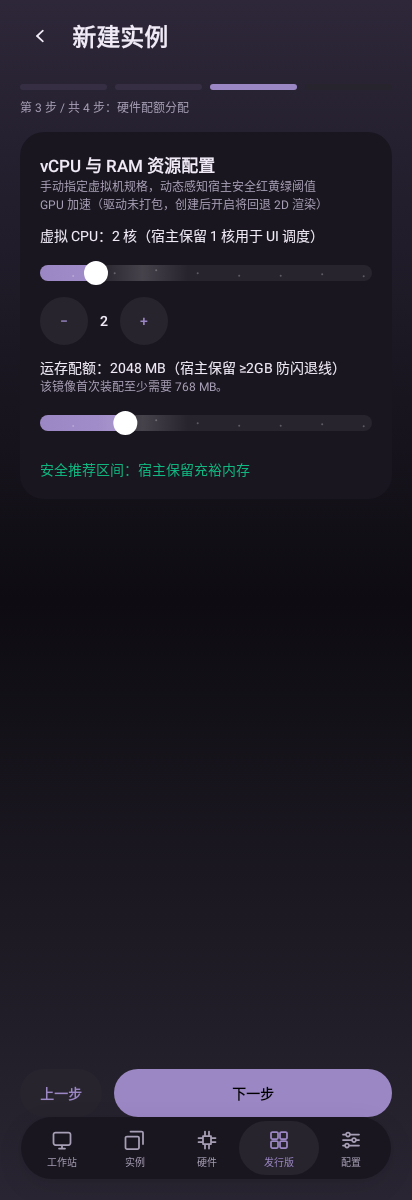 新建实例
第 3 步 / 共 4 步：硬件配额分配
vCPU 与 RAM 资源配置
手动指定虚拟机规格，动态感知宿主安全红黄绿阈值
GPU 加速（驱动未打包，创建后开启将回退 2D 渲染）
虚拟 CPU：2 核（宿主保留 1 核用于 UI 调度）
− 2 +
运存配额：2048 MB（宿主保留 ≥2GB 防闪退线）
该镜像首次装配至少需要 768 MB。
安全推荐区间：宿主保留充裕内存
上一步 下一步
工作站 实例 硬件 发行版 配置